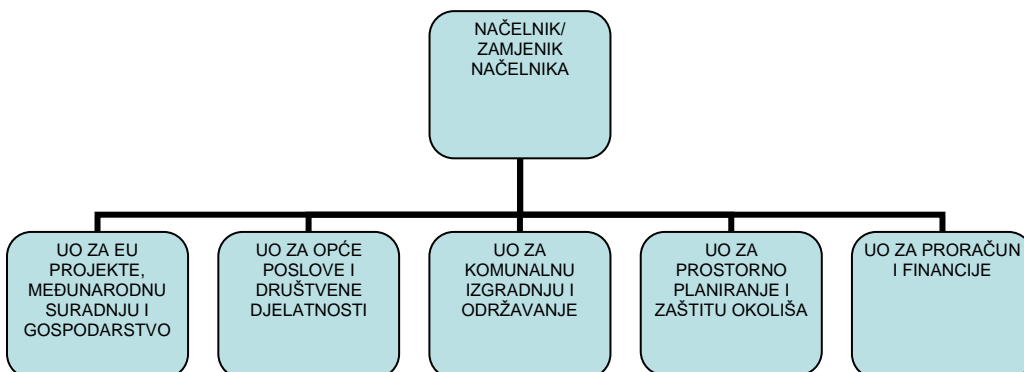 NAČELNIK/
ZAMJENIK
NAČELNIKA
UO ZA EU
PROJEKTE,
MEĐUNARODNU
SURADNJU I
GOSPODARSTVO
UO ZA OPĆE
POSLOVE I
DRUŠTVENE
DJELATNOSTI
UO ZA
KOMUNALNU
IZGRADNJU I
ODRŽAVANJE
UO ZA
PROSTORNO
PLANIRANJE I
ZAŠTITU OKOLIŠA
UO ZA PRORAČUN
I FINANCIJE